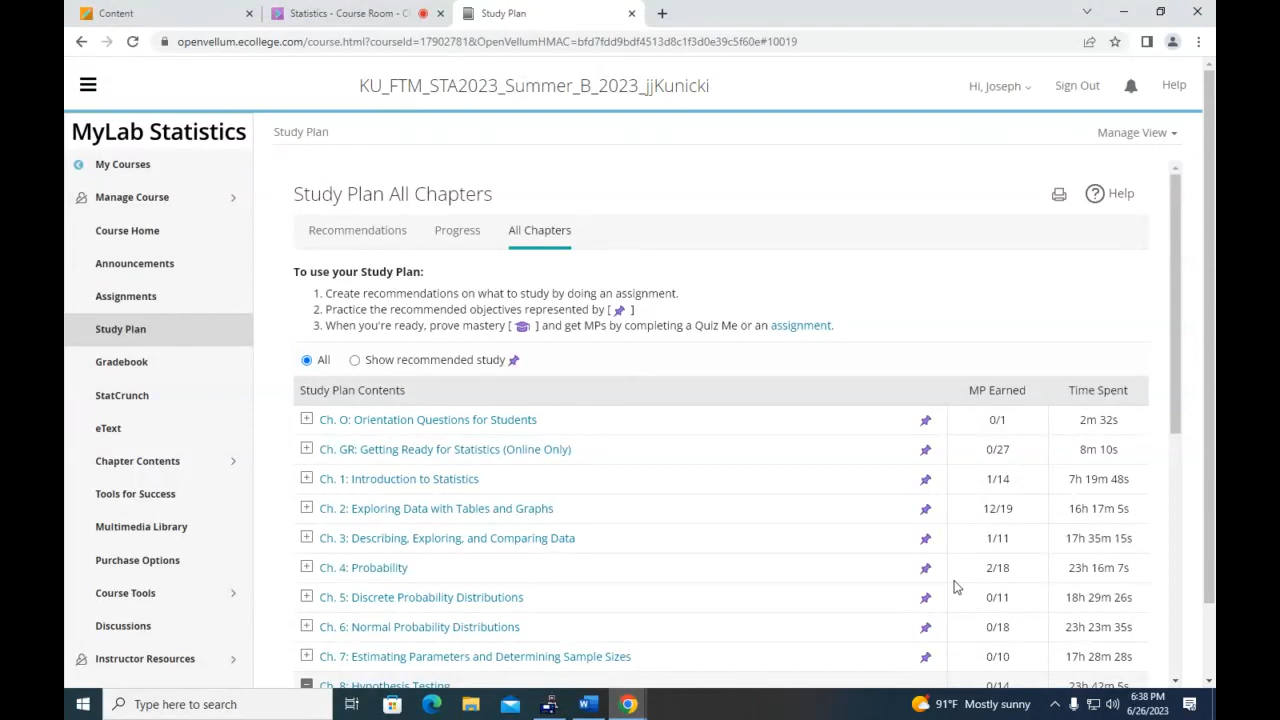 Content
Statistics - Course Room - Cl
Study Plan
openvellum.ecollege.com/course.html?courseId=17902781&OpenVellumHMAC=bfd7fdd9bdf4513d8c1f3d0e39c5f60e#10019
KU_FTM_STA2023_Summer_B_2023_jjKunicki
Hi, Joseph
Sign Out
Help
MyLab Statistics
Study Plan
Manage View
My Courses
Manage Course
Course Home
Announcements
Assignments
Study Plan
Gradebook
StatCrunch
eText
Chapter Contents
Tools for Success
Multimedia Library
Purchase Options
Course Tools
Discussions
Instructor Resources
Study Plan All Chapters
Help
Recommendations Progress All Chapters
To use your Study Plan:
1. Create recommendations on what to study by doing an assignment.
2. Practice the recommended objectives represented by [ ]
3. When you're ready, prove mastery [ ] and get MPs by completing a Quiz Me or an assignment.
All Show recommended study
Study Plan Contents MP Earned Time Spent
Ch. O: Orientation Questions for Students 0/1 2m 32s
Ch. GR: Getting Ready for Statistics (Online Only) 0/27 8m 10s
Ch. 1: Introduction to Statistics 1/14 7h 19m 48s
Ch. 2: Exploring Data with Tables and Graphs 12/19 16h 17m 5s
Ch. 3: Describing, Exploring, and Comparing Data 1/11 17h 35m 15s
Ch. 4: Probability 2/18 23h 16m 7s
Ch. 5: Discrete Probability Distributions 0/11 18h 29m 26s
Ch. 6: Normal Probability Distributions 0/18 23h 23m 35s
Ch. 7: Estimating Parameters and Determining Sample Sizes 0/10 17h 28m 28s
Ch. 8: Hypothesis Testing 0/14 23h 42m 5s
Type here to search
91°F Mostly sunny
6:38 PM
6/26/2023